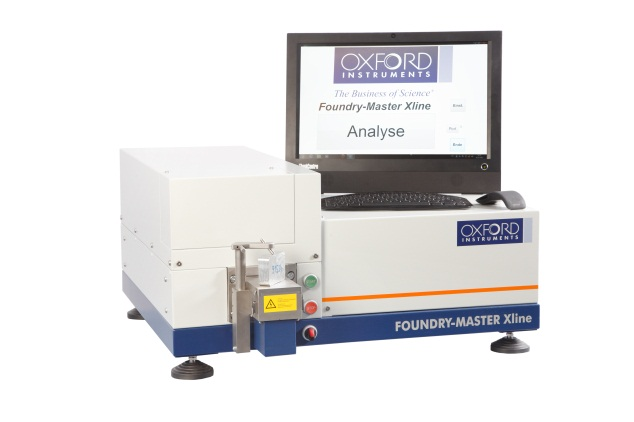 OXFORD
INSTRUMENTS
The Business of Science®
Foundry-Master Xline
Analyse
OXFORD
INSTRUMENTS
FOUNDRY-MASTER Xline